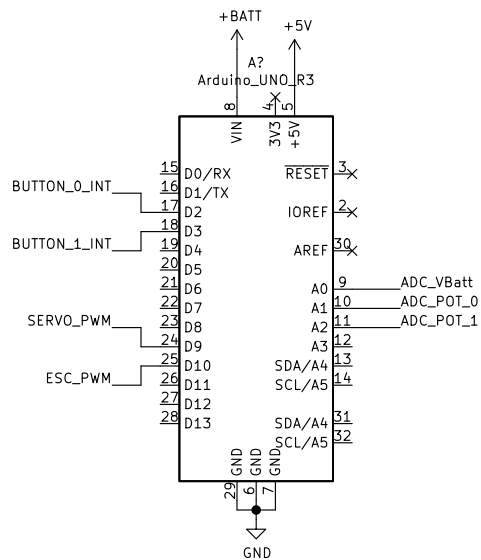 +BATT
+5V
A?
Arduino_UNO_R3
8
4
5
VIN
3V3
+5V
15 D0/RX
16 D1/TX
BUTTON_0_INT 17 D2
18 D3
BUTTON_1_INT 19 D4
20 D5
21 D6
22 D7
SERVO_PWM 23 D8
24 D9
25 D10
ESC_PWM 26 D11
27 D12
28 D13
RESET 3
IOREF 2
AREF 30
A0 9 ADC_VBatt
A1 10 ADC_POT_0
A2 11 ADC_POT_1
A3 12
SDA/A4 13
SCL/A5 14
SDA/A4 31
SCL/A5 32
GND
GND
GND
29
6
7
GND